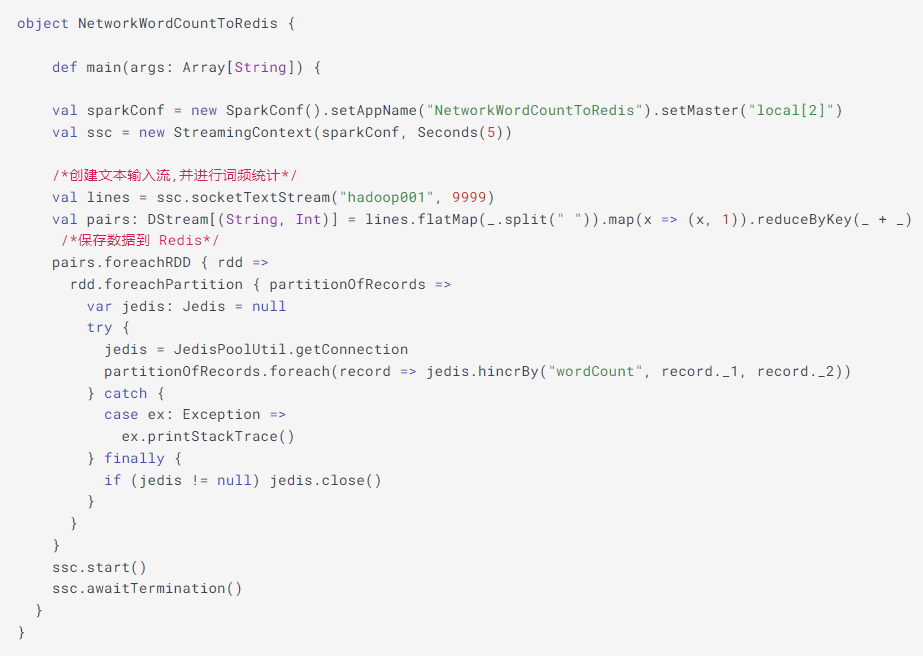 object NetworkWordCountToRedis {
def main(args: Array[String]) {
val sparkConf = new SparkConf().setAppName("NetworkWordCountToRedis").setMaster("local[2]")
val ssc = new StreamingContext(sparkConf, Seconds(5))
/*创建文本输入流,并进行词频统计*/
val lines = ssc.socketTextStream("hadoop001", 9999)
val pairs: DStream[(String, Int)] = lines.flatMap(_.split(" ")).map(x => (x, 1)).reduceByKey(_ + _)
/*保存数据到 Redis*/
pairs.foreachRDD { rdd =>
rdd.foreachPartition { partitionOfRecords =>
var jedis: Jedis = null
try {
jedis = JedisPoolUtil.getConnection
partitionOfRecords.foreach(record => jedis.hincrBy("wordCount", record._1, record._2))
} catch {
case ex: Exception =>
ex.printStackTrace()
} finally {
if (jedis != null) jedis.close()
}
}
}
ssc.start()
ssc.awaitTermination()
}
}